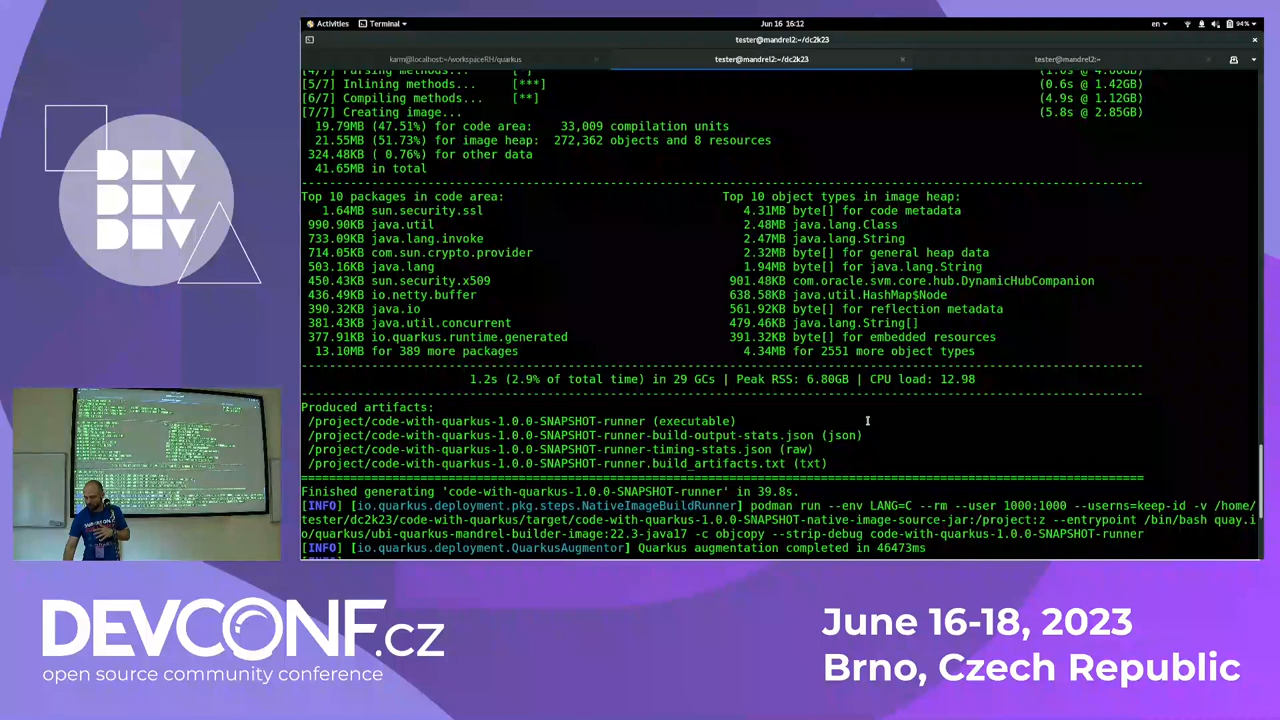 Activities Terminal Jun 16 16:12 en 94%
tester@mandrel2:~/dc2k23
karm@localhost:~/workspaceRH/quarkus tester@mandrel2:~/dc2k23 tester@mandrel2:~
[4/7] Parsing methods... [*] (1.6s @ 4.66GB)
[5/7] Inlining methods... [***] (0.6s @ 1.42GB)
[6/7] Compiling methods... [**] (4.9s @ 1.12GB)
[7/7] Creating image... (5.8s @ 2.85GB)
19.79MB (47.51%) for code area: 33,009 compilation units
21.55MB (51.73%) for image heap: 272,362 objects and 8 resources
324.48KB ( 0.76%) for other data
41.65MB in total
Top 10 packages in code area: Top 10 object types in image heap:
1.64MB sun.security.ssl 4.31MB byte[] for code metadata
990.90KB java.util 2.48MB java.lang.Class
733.09KB java.lang.invoke 2.47MB java.lang.String
714.05KB com.sun.crypto.provider 2.32MB byte[] for general heap data
503.16KB java.lang 1.94MB byte[] for java.lang.String
450.43KB sun.security.x509 901.48KB com.oracle.svm.core.hub.DynamicHubCompanion
436.49KB io.netty.buffer 638.58KB java.util.HashMap$Node
390.32KB java.io 561.92KB byte[] for reflection metadata
381.43KB java.util.concurrent 479.46KB java.lang.String[]
377.91KB io.quarkus.runtime.generated 391.32KB byte[] for embedded resources
13.10MB for 389 more packages 4.34MB for 2551 more object types
1.2s (2.9% of total time) in 29 GCs | Peak RSS: 6.80GB | CPU load: 12.98
Produced artifacts:
/project/code-with-quarkus-1.0.0-SNAPSHOT-runner (executable)
/project/code-with-quarkus-1.0.0-SNAPSHOT-runner-build-output-stats.json (json)
/project/code-with-quarkus-1.0.0-SNAPSHOT-runner-timing-stats.json (raw)
/project/code-with-quarkus-1.0.0-SNAPSHOT-runner.build_artifacts.txt (txt)
Finished generating 'code-with-quarkus-1.0.0-SNAPSHOT-runner' in 39.8s.
[INFO] [io.quarkus.deployment.pkg.steps.NativeImageBuildRunner] podman run --env LANG=C --rm --user 1000:1000 --userns=keep-id -v /home/
tester/dc2k23/code-with-quarkus/target/code-with-quarkus-1.0.0-SNAPSHOT-native-image-source-jar:/project:z --entrypoint /bin/bash quay.i
o/quarkus/ubi-quarkus-mandrel-builder-image:22.3-java17 -c objcopy --strip-debug code-with-quarkus-1.0.0-SNAPSHOT-runner
[INFO] [io.quarkus.deployment.QuarkusAugmentor] Quarkus augmentation completed in 46473ms
DEV
DEV
DEV
DEVCONF.cz
open source community conference
June 16-18, 2023
Brno, Czech Republic